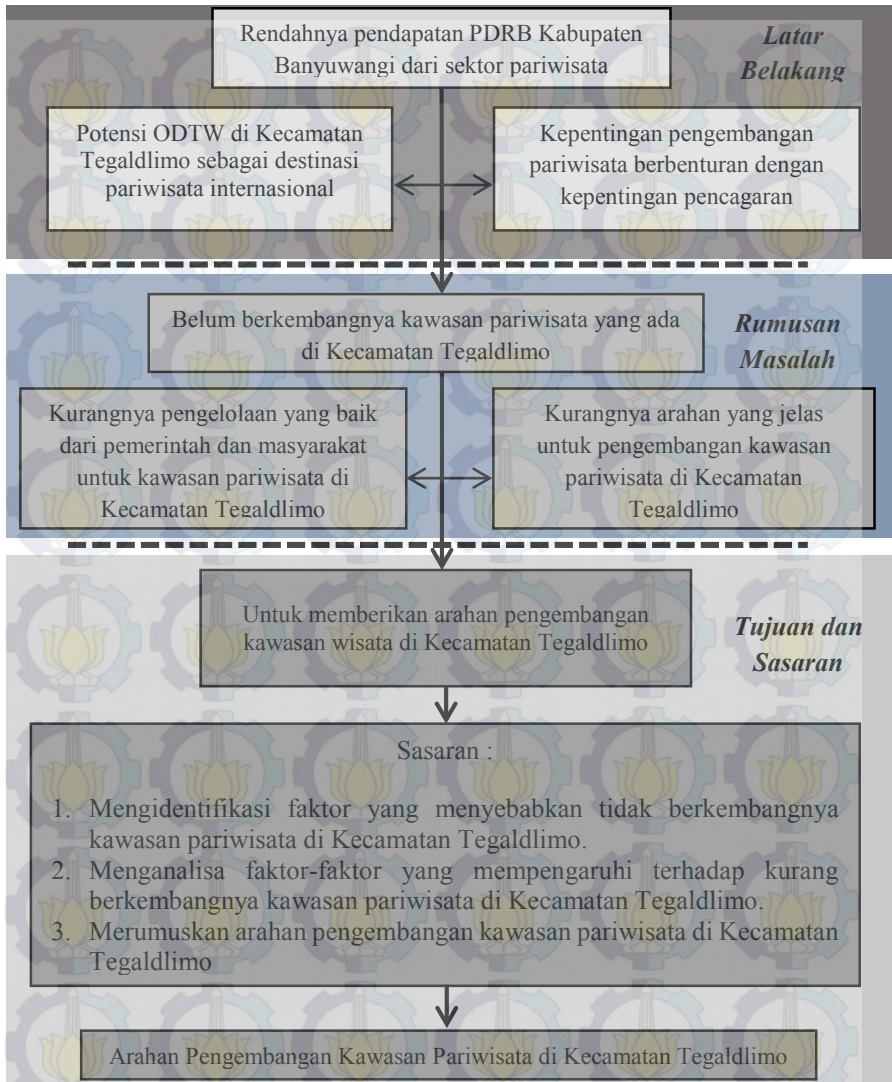 Rendahnya pendapatan PDRB Kabupaten
Banyuwangi dari sektor pariwisata
Latar
Belakang
Potensi ODTW di Kecamatan
Tegaldlimo sebagai destinasi
pariwisata internasional
Kepentingan pengembangan
pariwisata berbenturan dengan
kepentingan pencagaran
Belum berkembangnya kawasan pariwisata yang ada
di Kecamatan Tegaldlimo
Rumusan
Masalah
Kurangnya pengelolaan yang baik
dari pemerintah dan masyarakat
untuk kawasan pariwisata di
Kecamatan Tegaldlimo
Kurangnya arahan yang jelas
untuk pengembangan kawasan
pariwisata di Kecamatan
Tegaldlimo
Untuk memberikan arahan pengembangan
kawasan wisata di Kecamatan Tegaldlimo
Tujuan dan
Sasaran
Sasaran :
1. Mengidentifikasi faktor yang menyebabkan tidak berkembangnya
kawasan pariwisata di Kecamatan Tegaldlimo.
2. Menganalisa faktor-faktor yang mempengaruhi terhadap kurang
berkembangnya kawasan pariwisata di Kecamatan Tegaldlimo.
3. Merumuskan arahan pengembangan kawasan pariwisata di Kecamatan
Tegaldlimo
Arahan Pengembangan Kawasan Pariwisata di Kecamatan Tegaldlimo